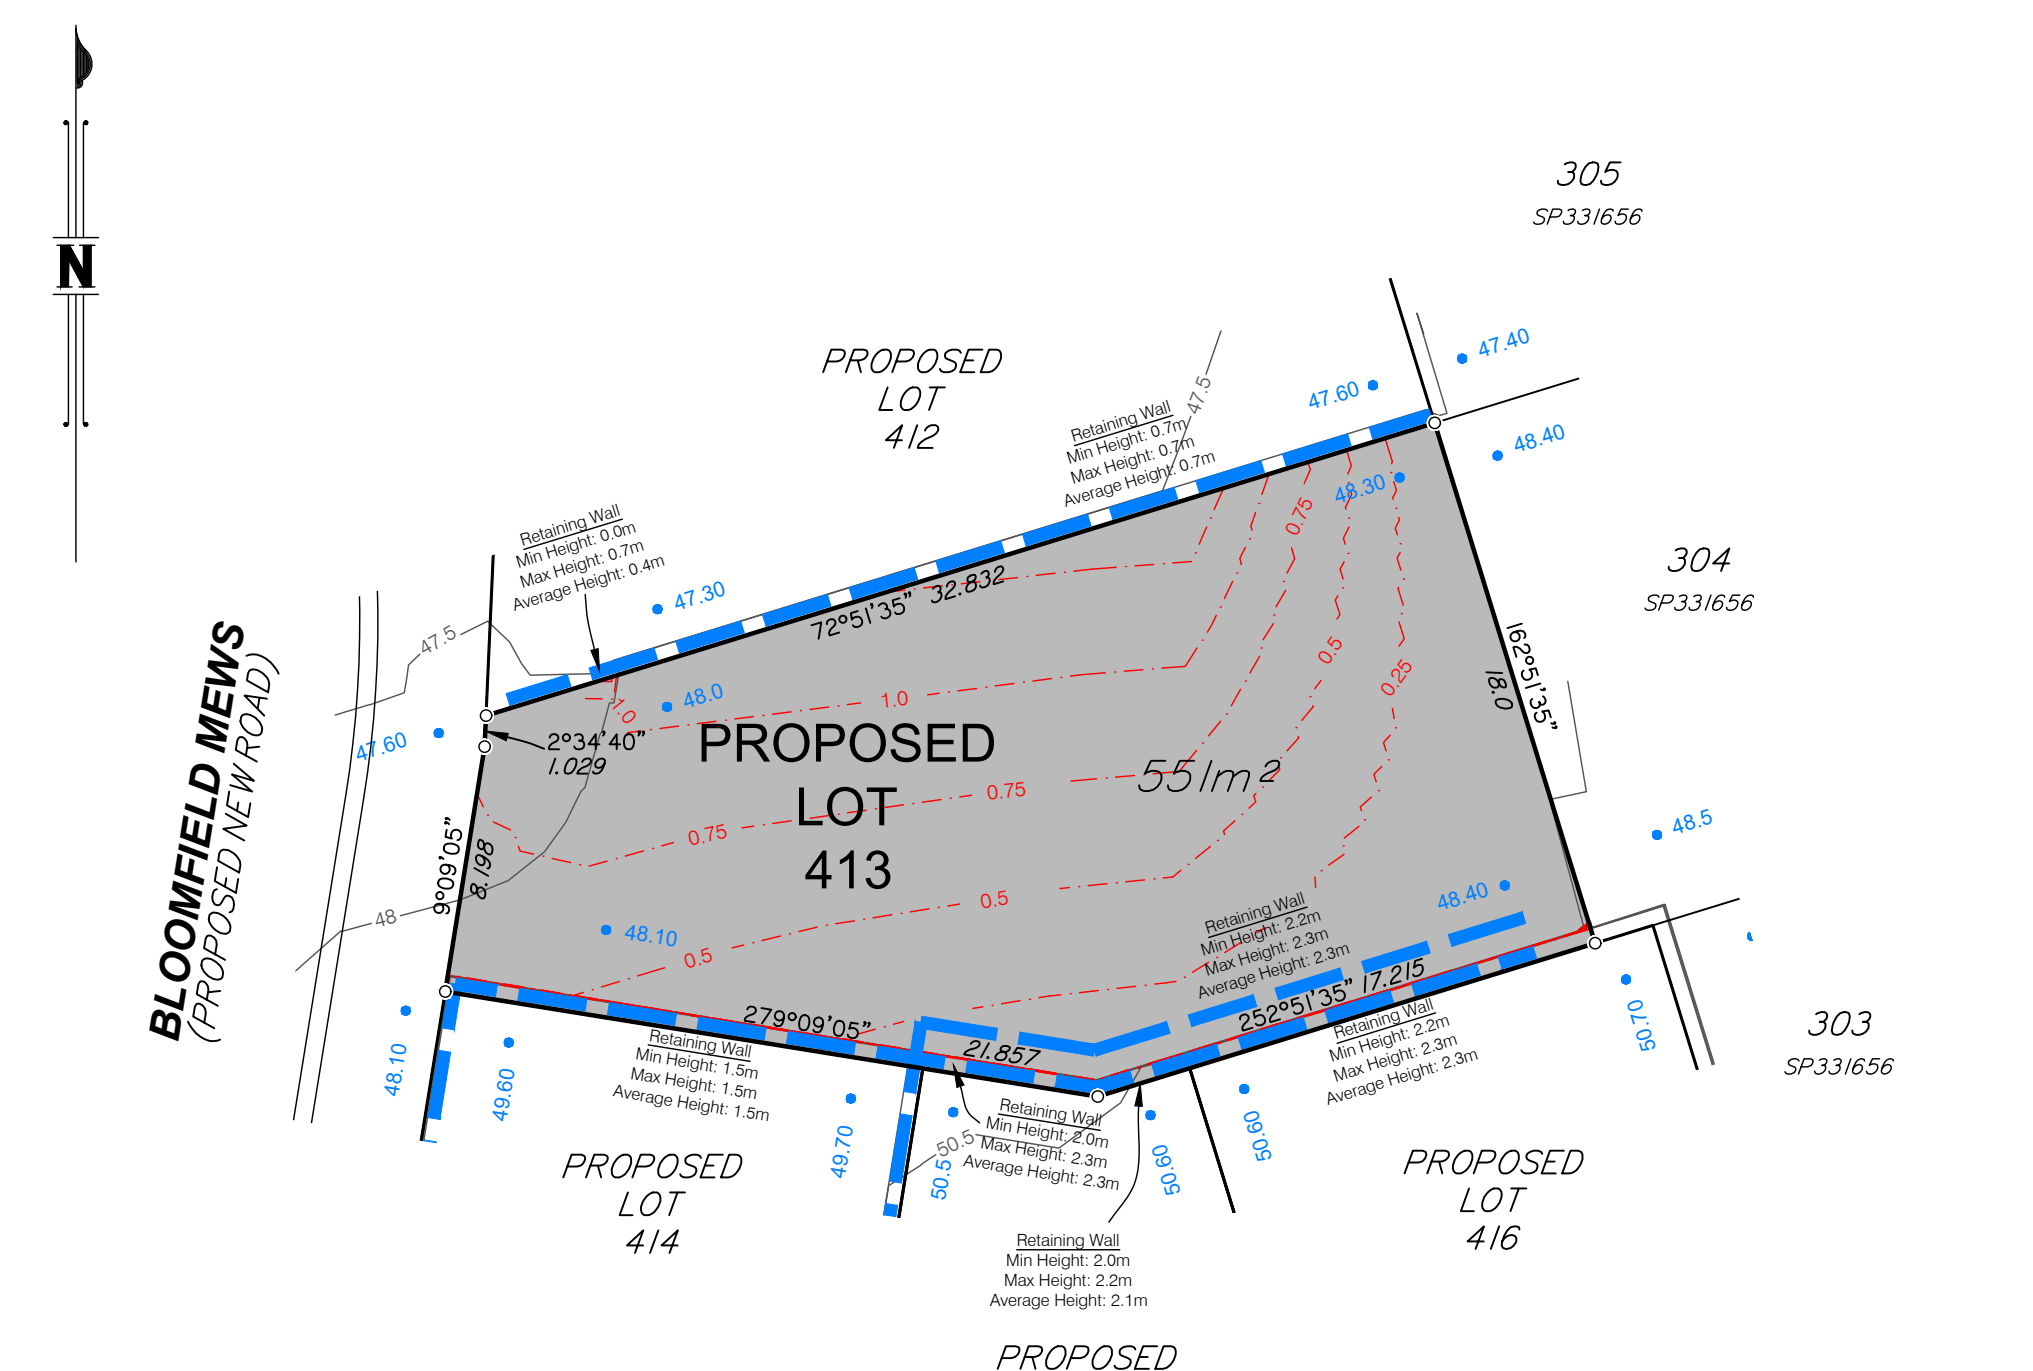 N
305
SP331656
PROPOSED
LOT
412
47.40
47.60
48.40
48.30
47.5
Retaining Wall
Min Height: 0.7m
Max Height: 0.7m
Average Height: 0.7m
Retaining Wall
Min Height: 0.0m
Max Height: 0.7m
Average Height: 0.4m
47.30
72°51'35" 32.832
0.75
0.5
0.25
304
SP331656
162°51'35"
18.0
47.5
47.60
BLOOMFIELD MEWS
(PROPOSED NEW ROAD)
48.0
1.0
1.0
2°34'40"
1.029
PROPOSED
LOT
413
551m²
0.75
0.75
48.5
9°09'05"
8.198
48
48.10
0.5
0.5
48.40
Retaining Wall
Min Height: 2.2m
Max Height: 2.3m
Average Height: 2.3m
252°51'35" 17.215
279°09'05"
21.857
Retaining Wall
Min Height: 1.5m
Max Height: 1.5m
Average Height: 1.5m
Retaining Wall
Min Height: 2.2m
Max Height: 2.3m
Average Height: 2.3m
50.70
303
SP331656
48.10
49.60
49.70
50.5
50.5
Retaining Wall
Min Height: 2.0m
Max Height: 2.3m
Average Height: 2.3m
50.60
50.60
PROPOSED
LOT
414
PROPOSED
LOT
416
Retaining Wall
Min Height: 2.0m
Max Height: 2.2m
Average Height: 2.1m
PROPOSED